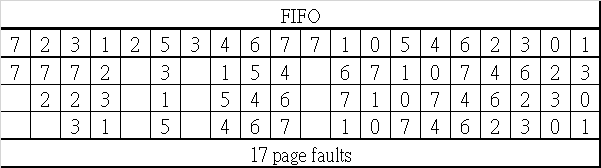 FIFO
7 2 3 1 2 5 3 4 6 7 7 1 0 5 4 6 2 3 0 1
7 7 7 2 3 1 5 4 6 7 1 0 7 4 6 2 3
2 2 3 1 5 4 6 7 1 0 7 4 6 2 3 0
3 1 5 4 6 7 1 0 7 4 6 2 3 0 1
17 page faults